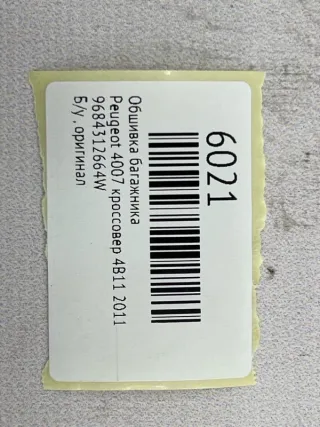 6021
Обшивка багажника
Peugeot 4007 кроссовер 4B11 2011
9684312664W
Б/у, оригинал